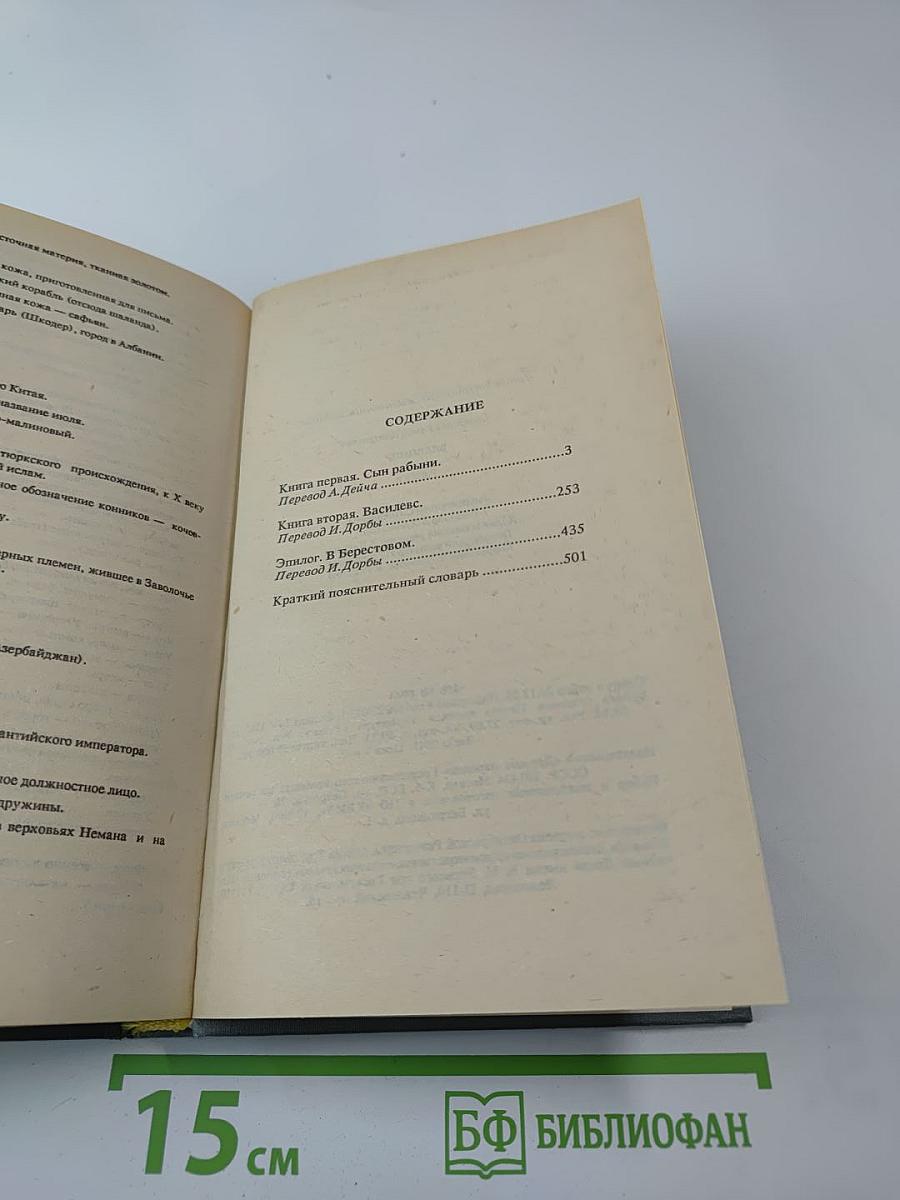 сточная материя, тканная золотом.
кожа, приготовленная для письма.
кий корабль (отсюда шаланда).
ная кожа — сафьян.
арь (Шкодер), город в Албании.
о Китая.
название июля.
о-малиновый.
тюркского происхождения, к X веку
й ислам.
ное обозначение конников — кочев-
у.
ерных племен, жившее в Заволочье
.
зербайджан).
антийского императора.
ное должностное лицо.
дружины.
в верховьях Немана и на
СОДЕРЖАНИЕ
Книга первая. Сын рабыни.
Перевод А. Дейча ..............................3
Книга вторая. Василевс.
Перевод И. Дорбы ..............................253
Эпилог. В Берестовом.
Перевод И. Дорбы ..............................435
Краткий пояснительный словарь ..................501
15 см
БФ БИБЛИОФАН